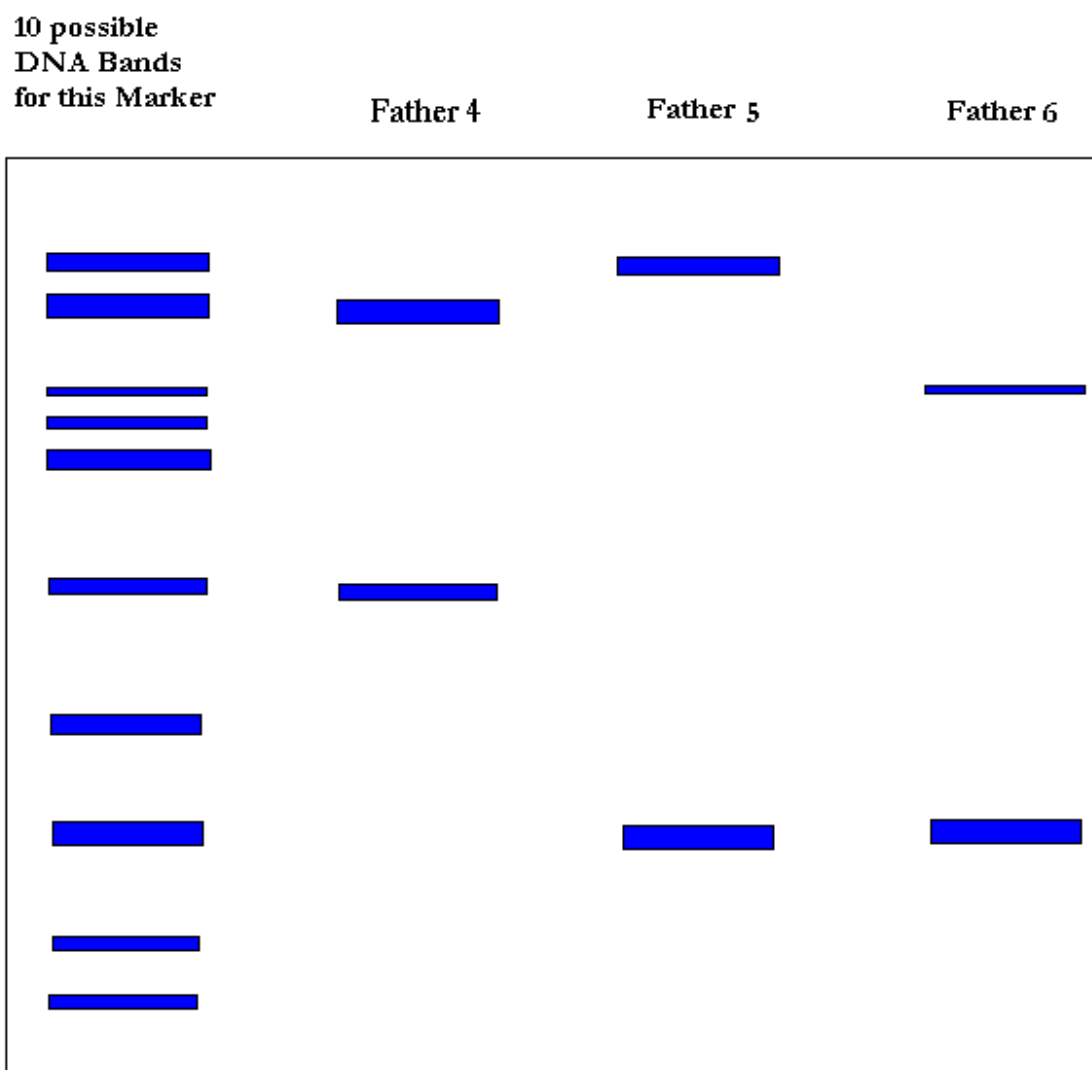 10 possible
DNA Bands
for this Marker
Father 4
Father 5
Father 6